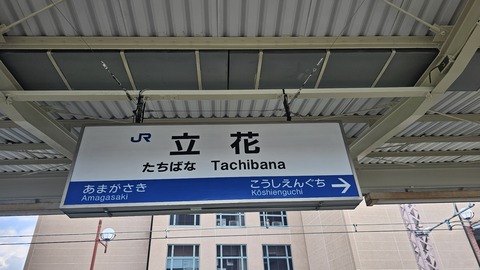 JR 立花
たちばな Tachibana
あまがさき こうしえんぐち
Amagasaki Kōshienguchi